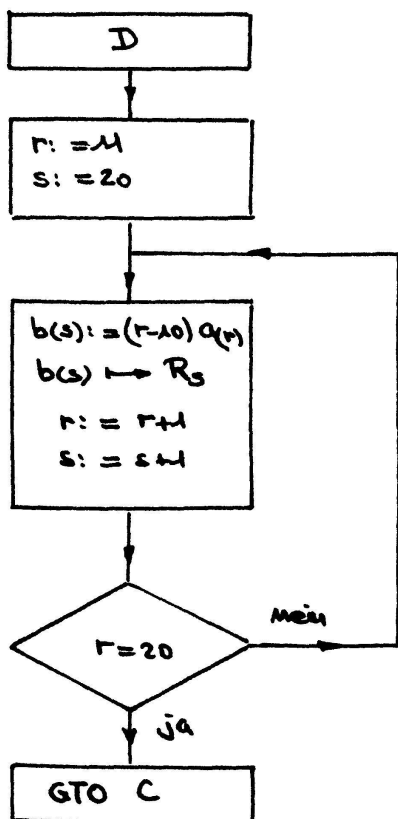 D
r: = 11
s: = 20
b(s): = (r-10) a(r)
b(s) ↦ Rs
r: = r+1
s: = s+1
nein
r = 20
ja
GTO C